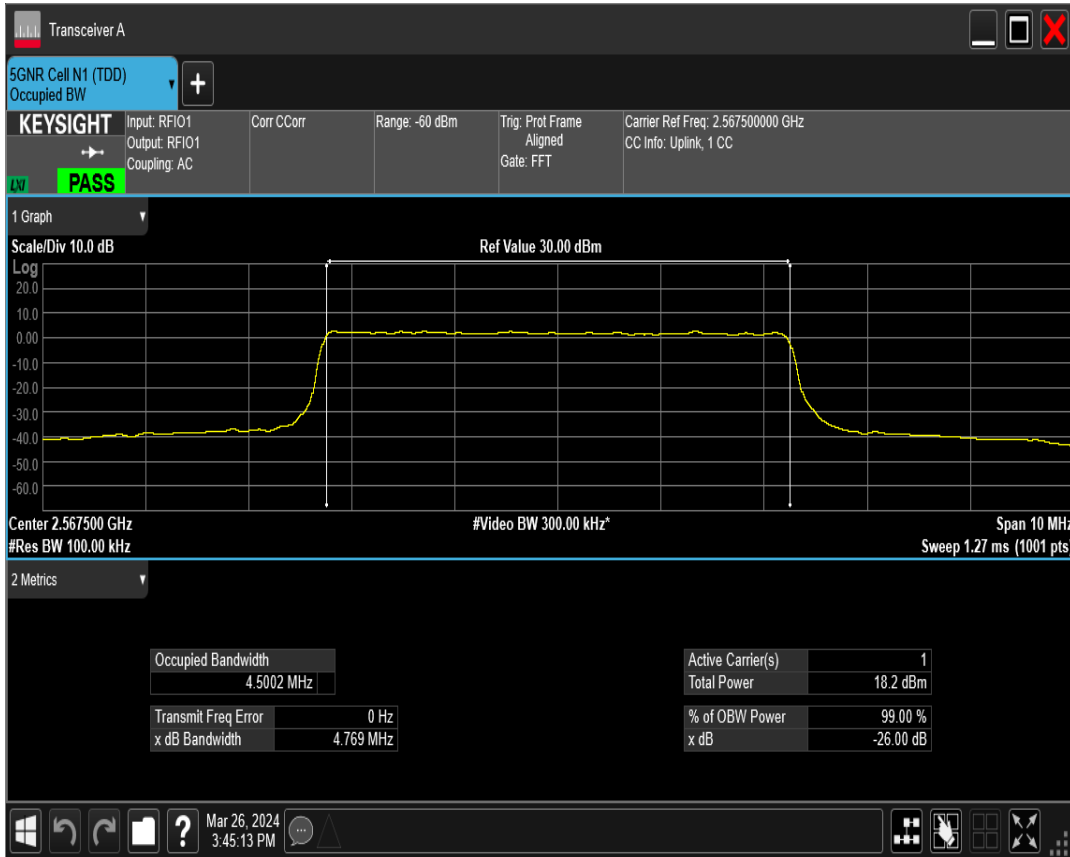 Transceiver A
5GNR Cell N1 (TDD)
Occupied BW
KEYSIGHT
LXI
PASS
Input: RFIO1
Output: RFIO1
Coupling: AC
Corr CCorr
Range: -60 dBm
Trig: Prot Frame
Aligned
Gate: FFT
Carrier Ref Freq: 2.567500000 GHz
CC Info: Uplink, 1 CC
1 Graph
Scale/Div 10.0 dB
Ref Value 30.00 dBm
Log
20.0
10.0
0.00
-10.0
-20.0
-30.0
-40.0
-50.0
-60.0
Center 2.567500 GHz
#Video BW 300.00 kHz*
Span 10 MHz
#Res BW 100.00 kHz
Sweep 1.27 ms (1001 pts)
2 Metrics
Occupied Bandwidth
4.5002 MHz
Transmit Freq Error 0 Hz
x dB Bandwidth 4.769 MHz
Active Carrier(s) 1
Total Power 18.2 dBm
% of OBW Power 99.00 %
x dB -26.00 dB
?
Mar 26, 2024
3:45:13 PM